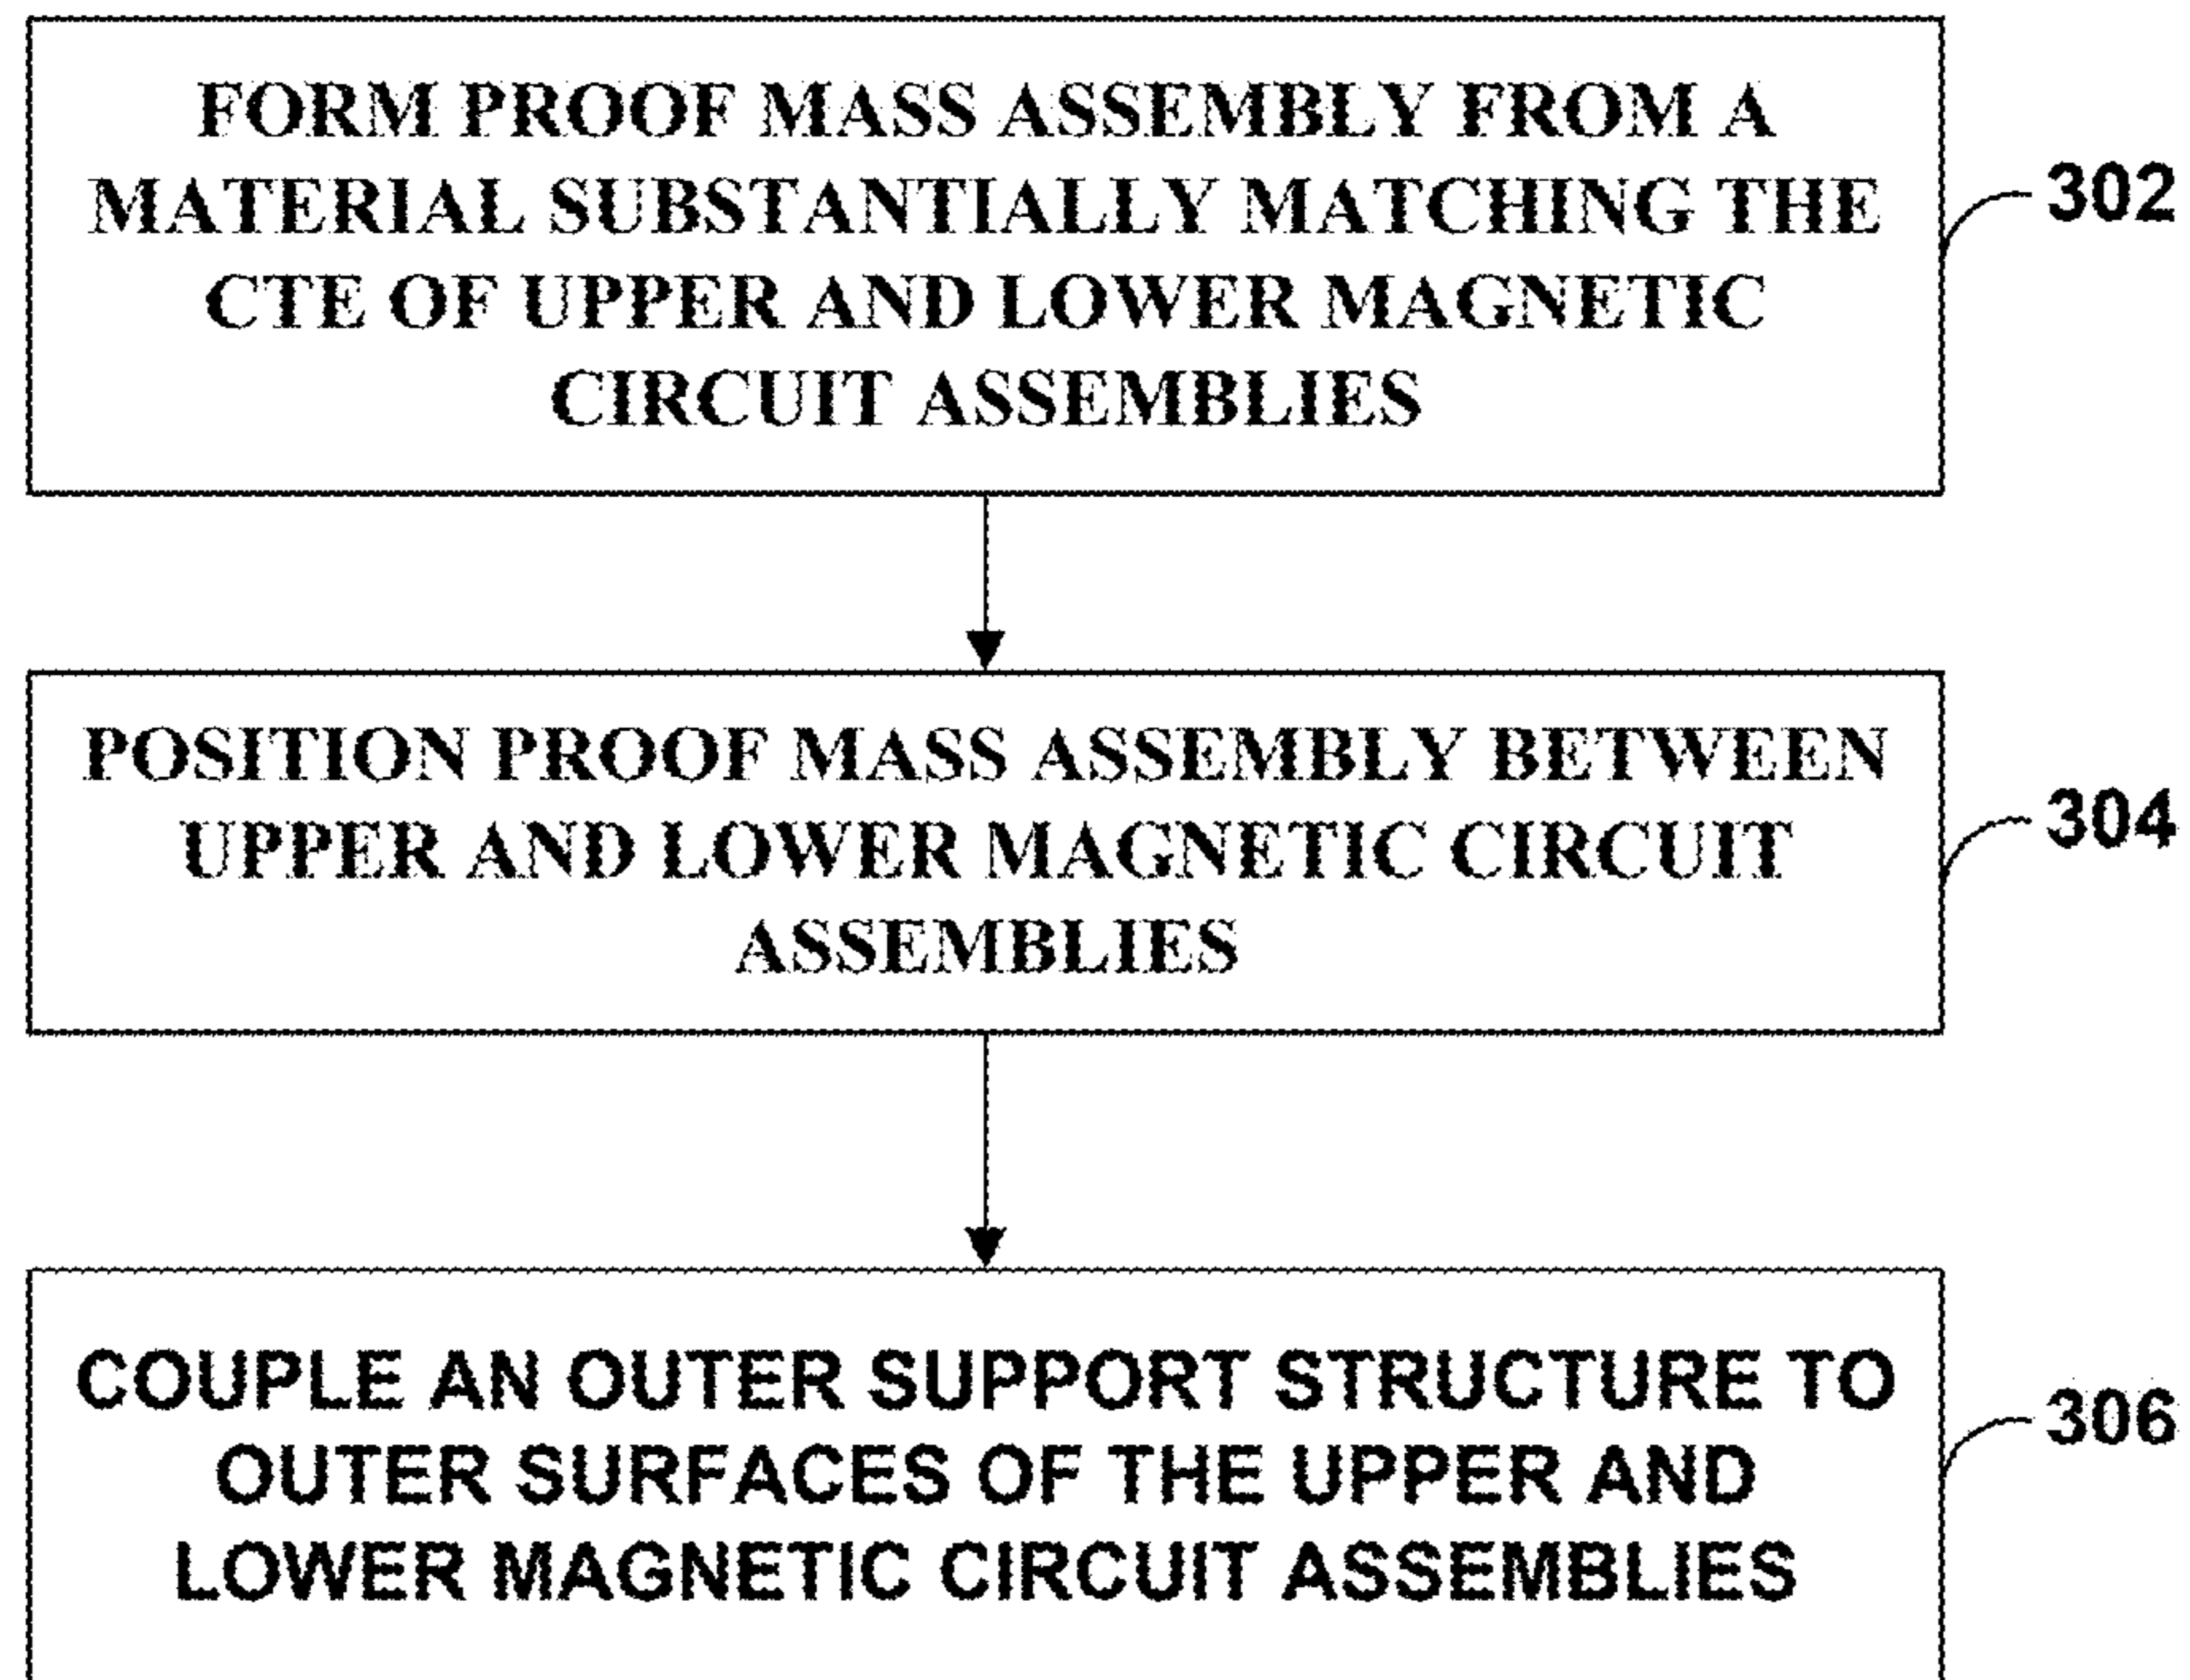 FORM PROOF MASS ASSEMBLY FROM A
MATERIAL SUBSTANTIALLY MATCHING THE
CTE OF UPPER AND LOWER MAGNETIC
CIRCUIT ASSEMBLIES
302
POSITION PROOF MASS ASSEMBLY BETWEEN
UPPER AND LOWER MAGNETIC CIRCUIT
ASSEMBLIES
304
COUPLE AN OUTER SUPPORT STRUCTURE TO
OUTER SURFACES OF THE UPPER AND
LOWER MAGNETIC CIRCUIT ASSEMBLIES
306